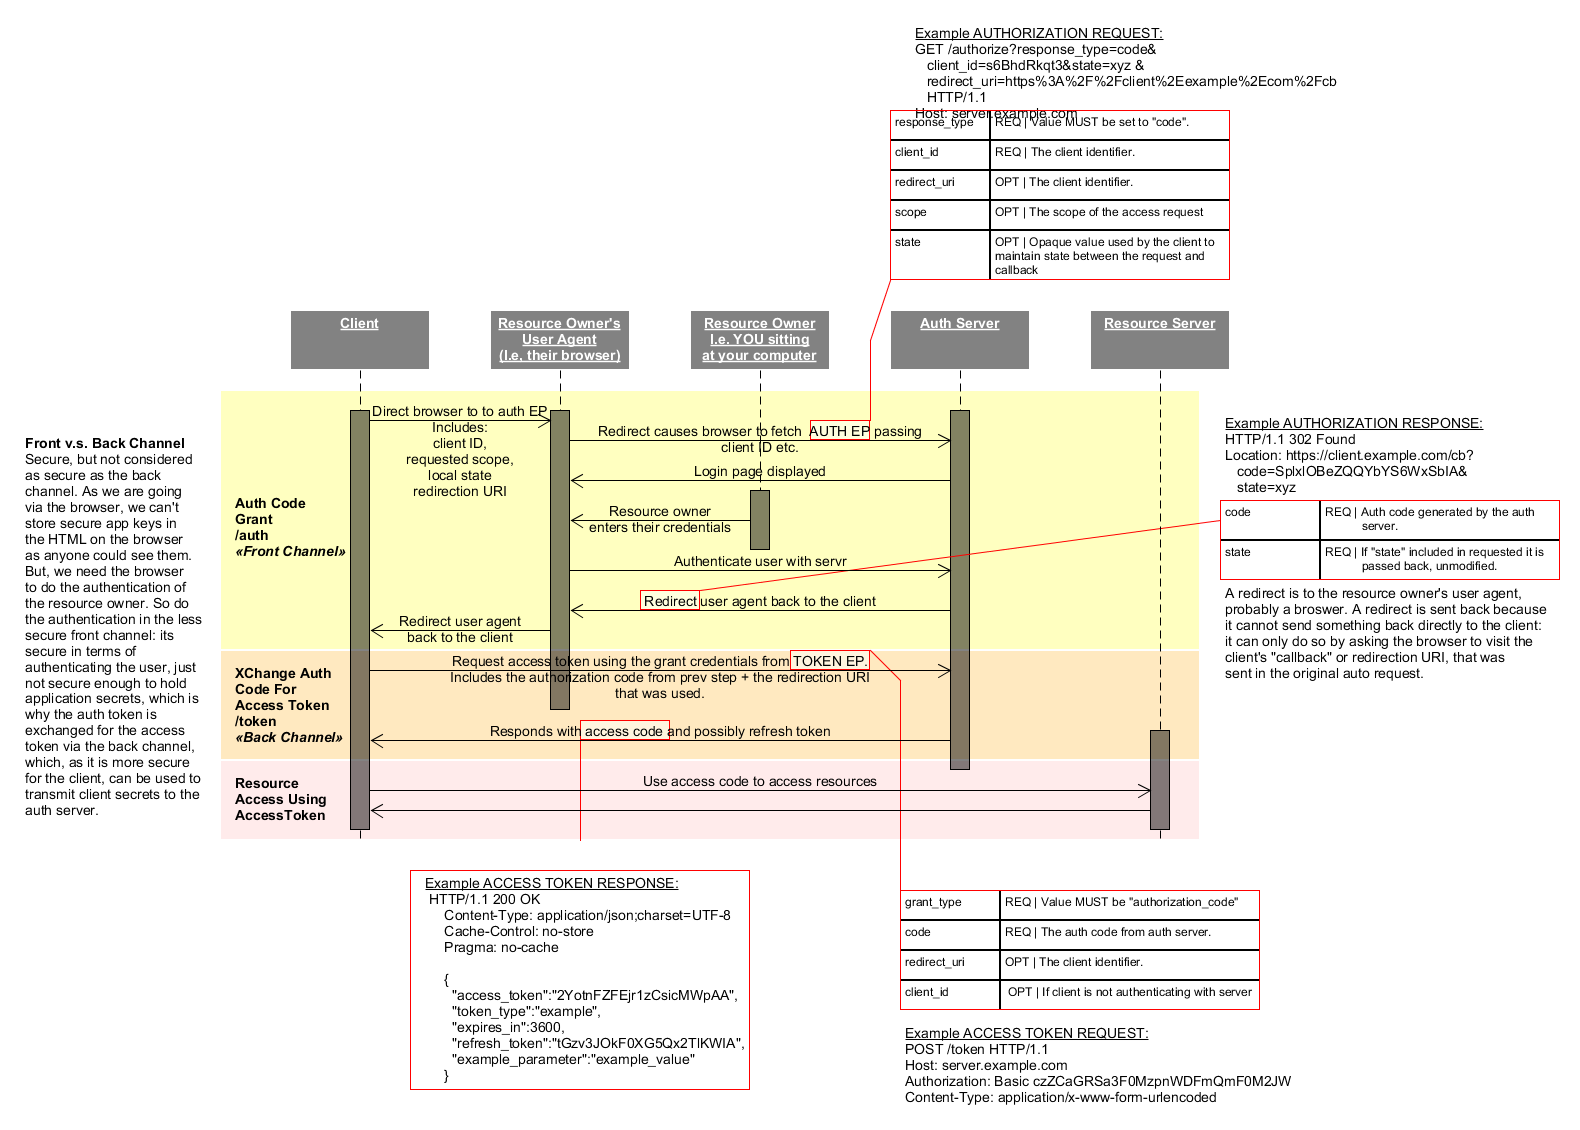 Example AUTHORIZATION REQUEST:
GET /authorize?response_type=code&
client_id=s6BhdRkqt3&state=xyz &
redirect_uri=https%3A%2F%2Fclient%2Eexample%2Ecom%2Fcb
HTTP/1.1
Host: server.example.com
response_type REQ | Value MUST be set to "code".
client_id REQ | The client identifier.
redirect_uri OPT | The client identifier.
scope OPT | The scope of the access request
state OPT | Opaque value used by the client to
maintain state between the request and
callback
Client
Resource Owner's
User Agent
(I.e, their browser)
Resource Owner
I.e. YOU sitting
at your computer
Auth Server
Resource Server
Front v.s. Back Channel
Secure, but not considered
as secure as the back
channel. As we are going
via the browser, we can't
store secure app keys in
the HTML on the browser
as anyone could see them.
But, we need the browser
to do the authentication of
the resource owner. So do
the authentication in the less
secure front channel: its
secure in terms of
authenticating the user, just
not secure enough to hold
application secrets, which is
why the auth token is
exchanged for the access
token via the back channel,
which, as it is more secure
for the client, can be used to
transmit client secrets to the
auth server.
Auth Code
Grant
/auth
«Front Channel»
Direct browser to to auth EP
Includes:
client ID,
requested scope,
local state
redirection URI
Redirect causes browser to fetch AUTH EP passing
client ID etc.
Login page displayed
Resource owner
enters their credentials
Authenticate user with servr
Redirect user agent back to the client
Redirect user agent
back to the client
XChange Auth
Code For
Access Token
/token
«Back Channel»
Request access token using the grant credentials from TOKEN EP.
Includes the authorization code from prev step + the redirection URI
that was used.
Responds with access code and possibly refresh token
Resource
Access Using
AccessToken
Use access code to access resources
Example AUTHORIZATION RESPONSE:
HTTP/1.1 302 Found
Location: https://client.example.com/cb?
code=SplxlOBeZQQYbYS6WxSbIA&
state=xyz
code REQ | Auth code generated by the auth
server.
state REQ | If "state" included in requested it is
passed back, unmodified.
A redirect is to the resource owner's user agent,
probably a broswer. A redirect is sent back because
it cannot send something back directly to the client:
it can only do so by asking the browser to visit the
client's "callback" or redirection URI, that was
sent in the original auto request.
Example ACCESS TOKEN RESPONSE:
HTTP/1.1 200 OK
Content-Type: application/json;charset=UTF-8
Cache-Control: no-store
Pragma: no-cache
{
"access_token":"2YotnFZFEjr1zCsicMWpAA",
"token_type":"example",
"expires_in":3600,
"refresh_token":"tGzv3JOkF0XG5Qx2TlKWIA",
"example_parameter":"example_value"
}
grant_type REQ | Value MUST be "authorization_code"
code REQ | The auth code from auth server.
redirect_uri OPT | The client identifier.
client_id OPT | If client is not authenticating with server
Example ACCESS TOKEN REQUEST:
POST /token HTTP/1.1
Host: server.example.com
Authorization: Basic czZCaGRSa3F0MzpnWDFmQmF0M2JW
Content-Type: application/x-www-form-urlencoded